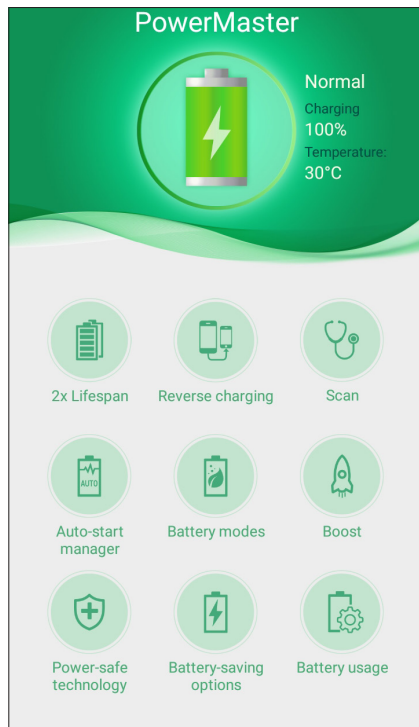 PowerMaster
Normal
Charging
100%
Temperature:
30°C
2x Lifespan
Reverse charging
Scan
AUTO
Auto-start
manager
Battery modes
Boost
Power-safe
technology
Battery-saving
options
Battery usage